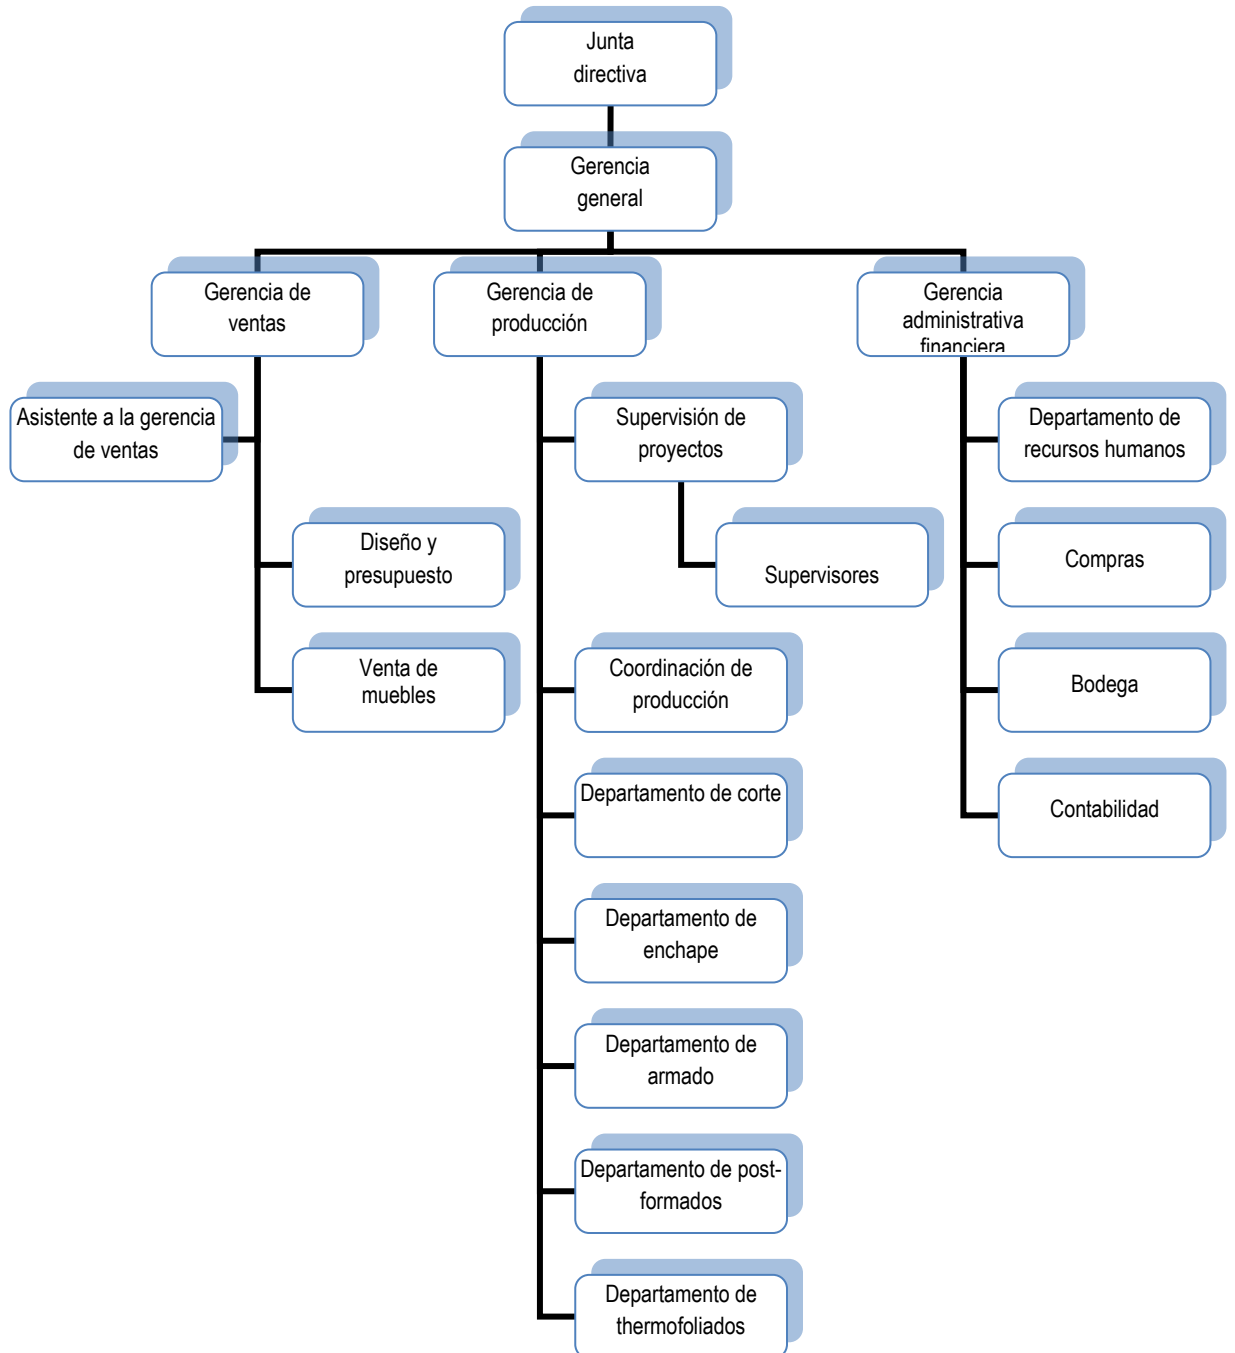 Junta
directiva
Gerencia
general
Gerencia de
ventas
Gerencia de
producción
Gerencia
administrativa
financiera
Asistente a la gerencia
de ventas
Supervisión de
proyectos
Departamento de
recursos humanos
Diseño y
presupuesto
Supervisores
Compras
Venta de
muebles
Coordinación de
producción
Bodega
Departamento de corte
Contabilidad
Departamento de
enchape
Departamento de
armado
Departamento de post-
formados
Departamento de
thermofoliados